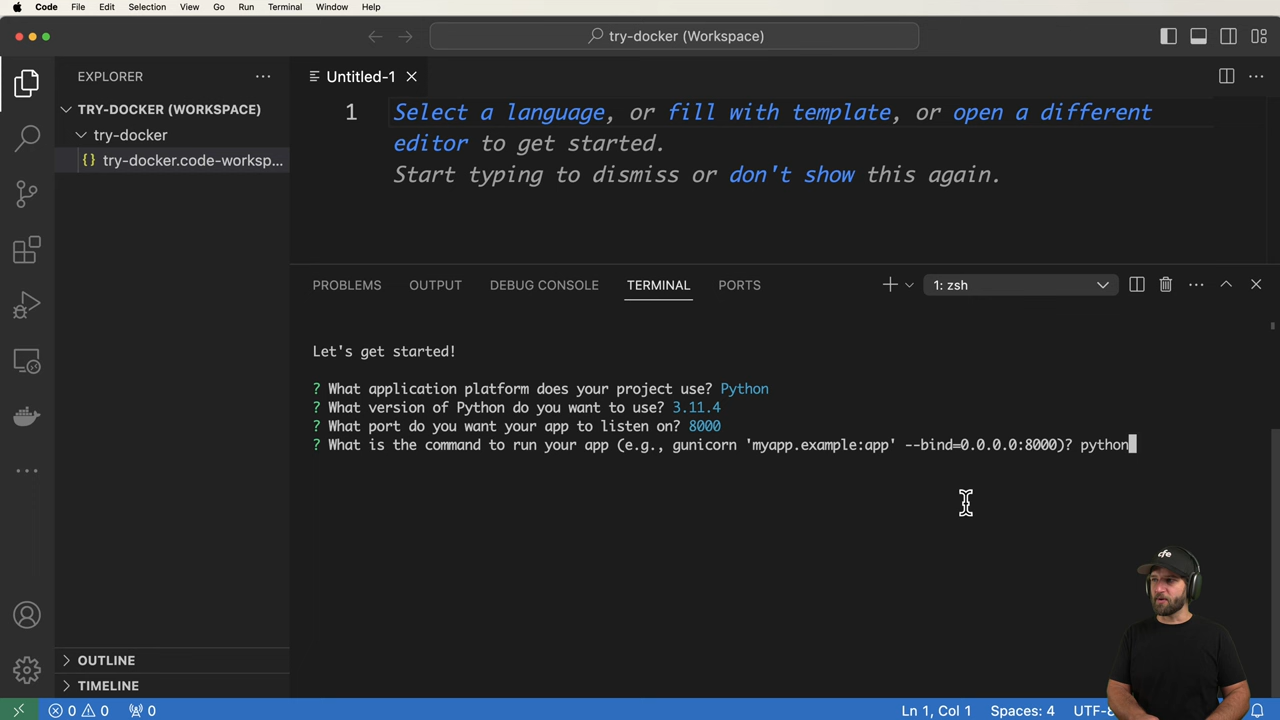 Code File Edit Selection View Go Run Terminal Window Help
try-docker (Workspace)
EXPLORER
TRY-DOCKER (WORKSPACE)
try-docker
{} try-docker.code-worksp...
Untitled-1
1 Select a language, or fill with template, or open a different
editor to get started.
Start typing to dismiss or don't show this again.
PROBLEMS OUTPUT DEBUG CONSOLE TERMINAL PORTS 1: zsh
Let's get started!
? What application platform does your project use? Python
? What version of Python do you want to use? 3.11.4
? What port do you want your app to listen on? 8000
? What is the command to run your app (e.g., gunicorn 'myapp.example:app' --bind=0.0.0.0:8000)? python
cfe
OUTLINE
TIMELINE
0 0 0 Ln 1, Col 1 Spaces: 4 UTF-8